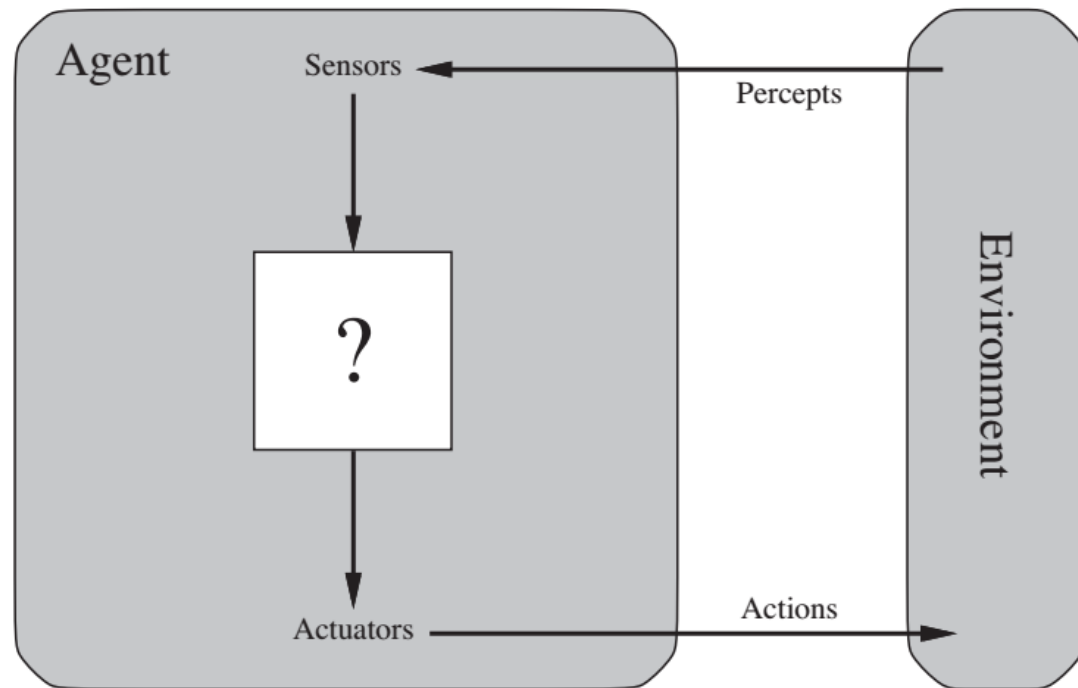 Agent
Sensors
Percepts
?
Environment
Actions
Actuators